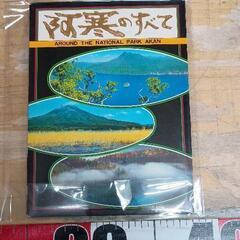 阿寒のすべて
AROUND THE NATIONAL PARK AKAN